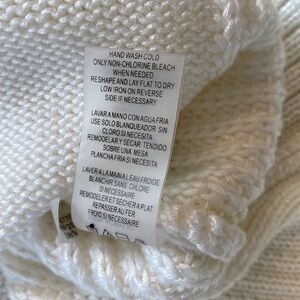 HAND WASH COLD
ONLY NON-CHLORINE BLEACH
WHEN NEEDED
RESHAPE AND LAY FLAT TO DRY
LOW IRON ON REVERSE
SIDE IF NECESSARY
LAVAR A MANO CON AGUA FRIA
USE SOLO BLANQUEADOR SIN
CLORO SI NECESITA
REMODELAR Y SECAR TENDIDO
SOBRE UNA MESA
PLANCHA FRIA SI NECESITA
LAVER A LA MAIN A L'EAU FROIDE
BLANCHIR SANS CHLORE
SI NECESSAIRE
REMODELER ET SECHER A PLAT
REPASSER AU FER
FROID SI NECESSAIRE